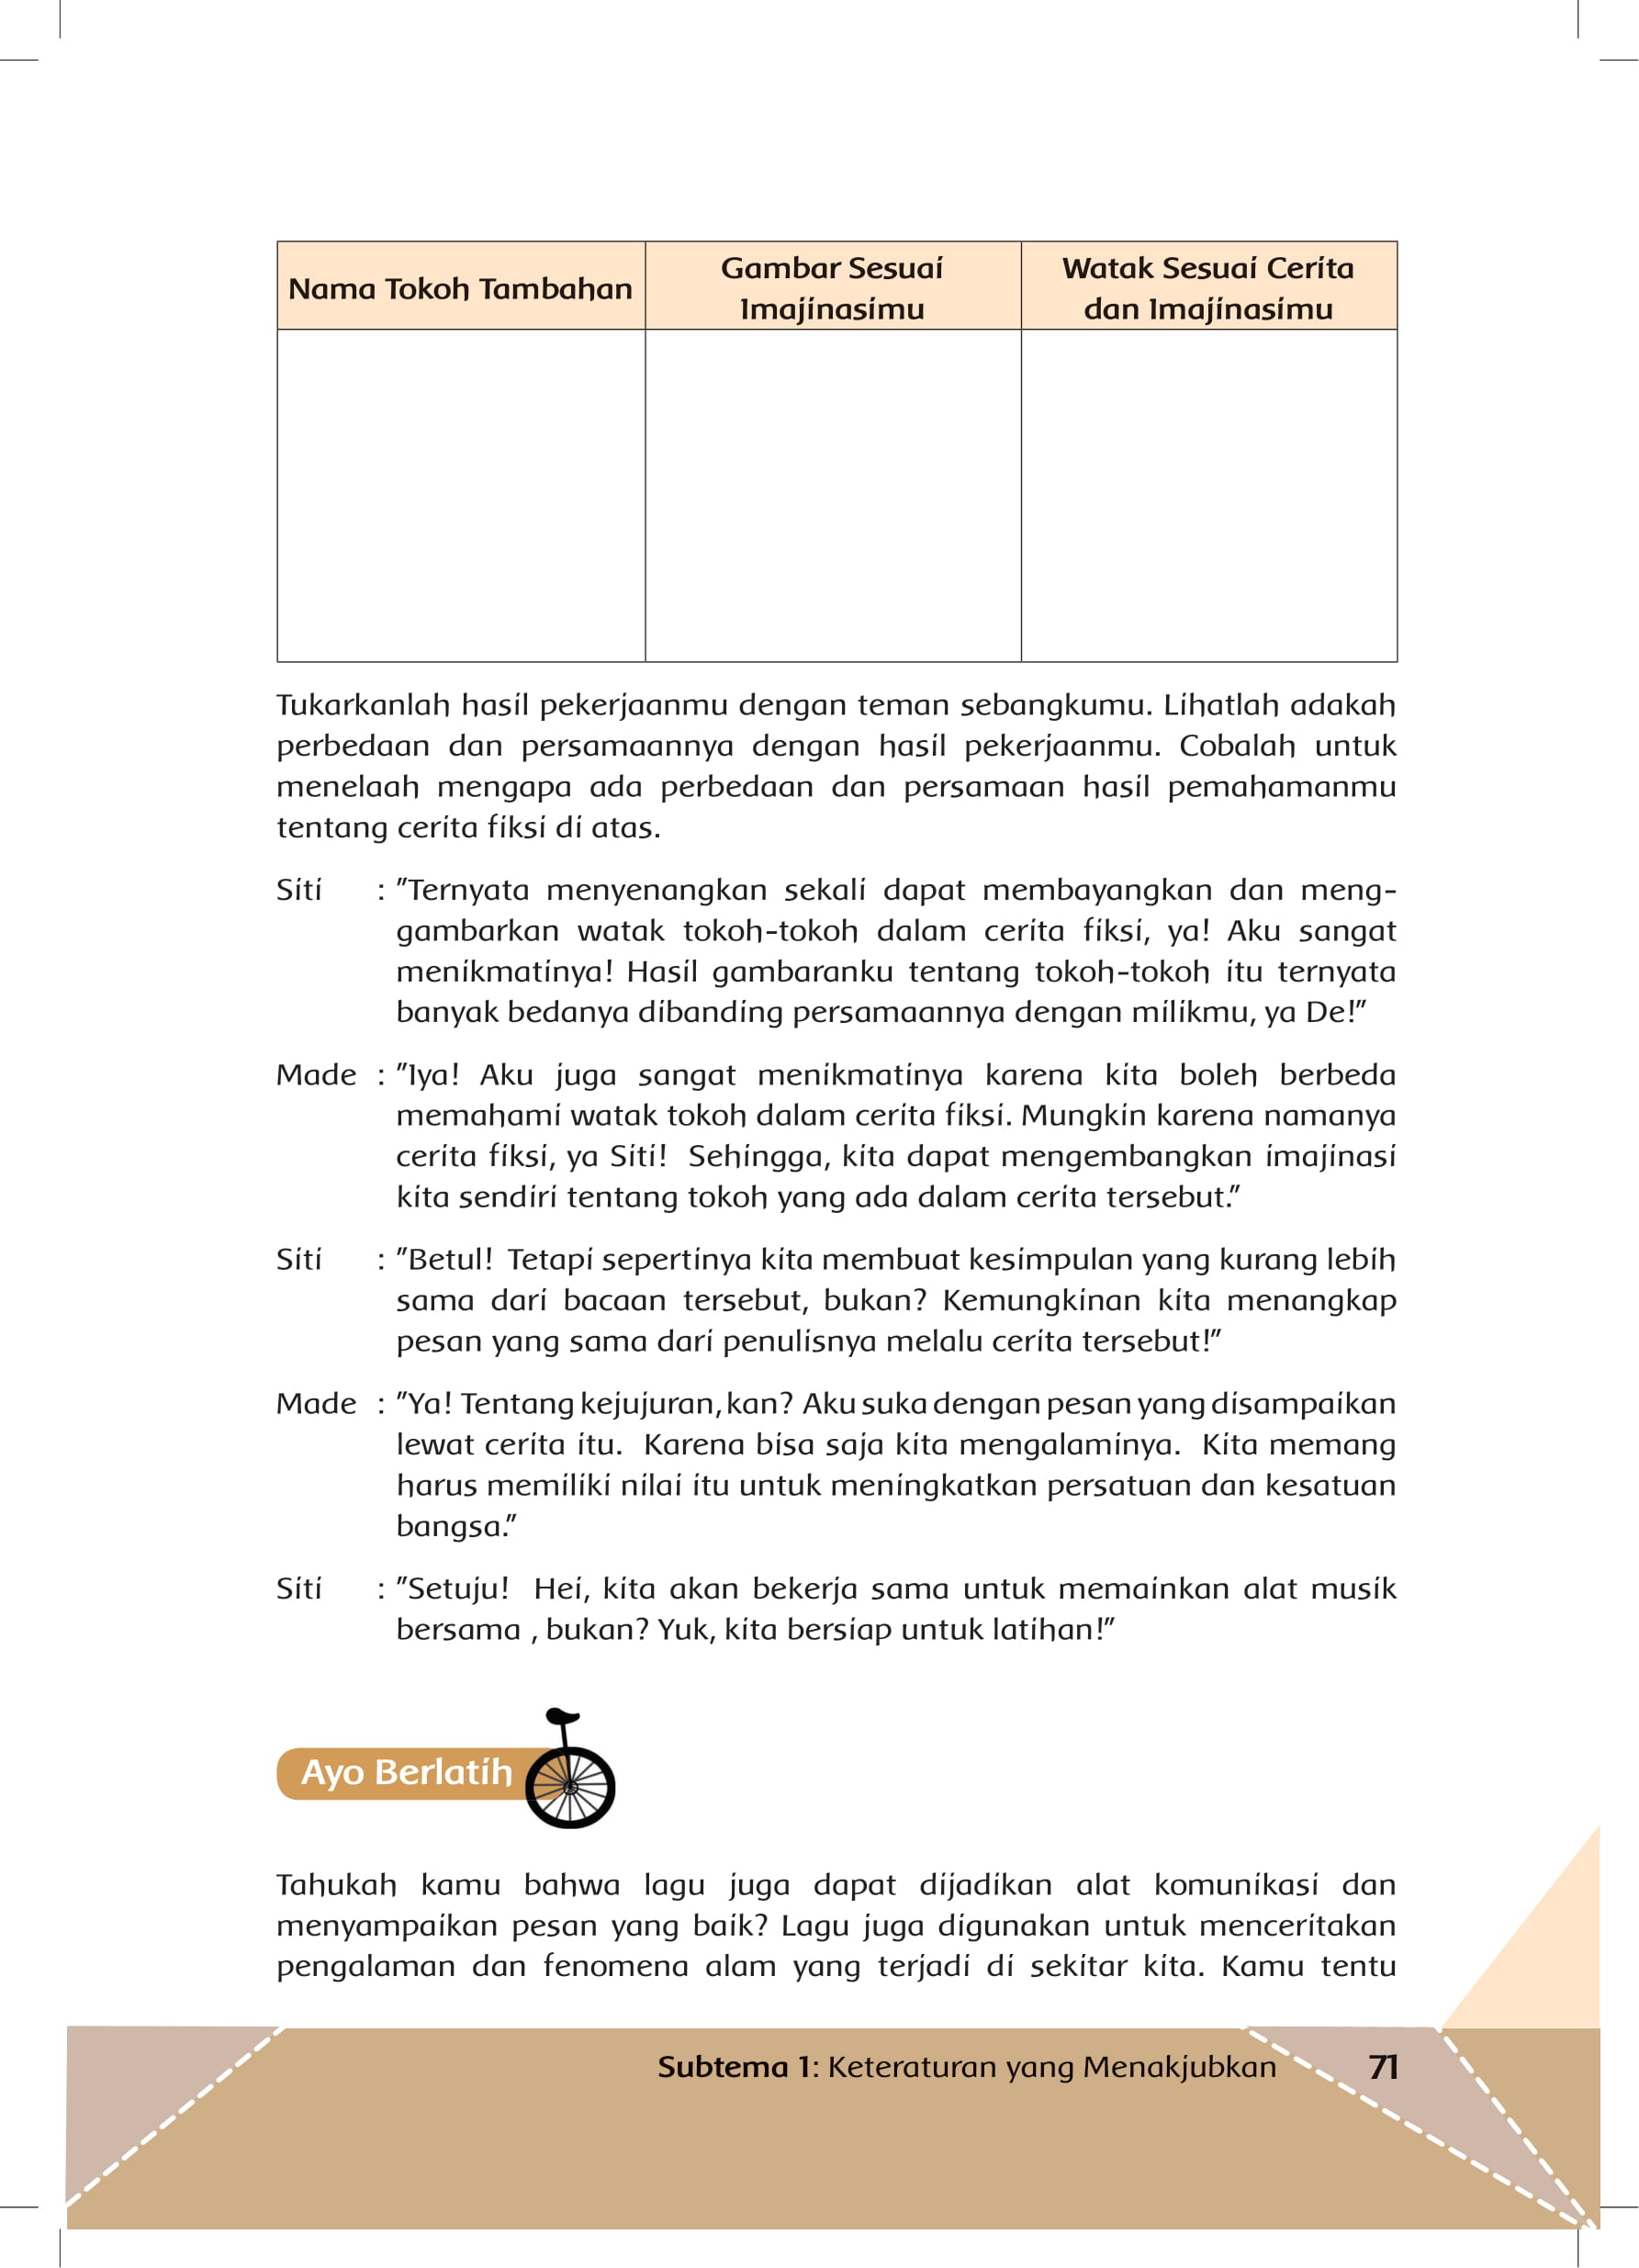 Nama Tokoh Tambahan
Gambar Sesuai
Imajinasimu
Watak Sesuai Cerita
dan Imajinasimu
Tukarkanlah hasil pekerjaanmu dengan teman sebangkumu. Lihatlah adakah
perbedaan dan persamaannya dengan hasil pekerjaanmu. Cobalah untuk
menelaah mengapa ada perbedaan dan persamaan hasil pemahamanmu
tentang cerita fiksi di atas.
Siti : "Ternyata menyenangkan sekali dapat membayangkan dan meng-
gambarkan watak tokoh-tokoh dalam cerita fiksi, ya! Aku sangat
menikmatinya! Hasil gambaranku tentang tokoh-tokoh itu ternyata
banyak bedanya dibanding persamaannya dengan milikmu, ya De!"
Made : "Iya! Aku juga sangat menikmatinya karena kita boleh berbeda
memahami watak tokoh dalam cerita fiksi. Mungkin karena namanya
cerita fiksi, ya Siti! Sehingga, kita dapat mengembangkan imajinasi
kita sendiri tentang tokoh yang ada dalam cerita tersebut."
Siti : "Betul! Tetapi sepertinya kita membuat kesimpulan yang kurang lebih
sama dari bacaan tersebut, bukan? Kemungkinan kita menangkap
pesan yang sama dari penulisnya melalu cerita tersebut!"
Made : "Ya! Tentang kejujuran, kan? Aku suka dengan pesan yang disampaikan
lewat cerita itu. Karena bisa saja kita mengalaminya. Kita memang
harus memiliki nilai itu untuk meningkatkan persatuan dan kesatuan
bangsa."
Siti : "Setuju! Hei, kita akan bekerja sama untuk memainkan alat musik
bersama , bukan? Yuk, kita bersiap untuk latihan!"
Ayo Berlatih
Tahukah kamu bahwa lagu juga dapat dijadikan alat komunikasi dan
menyampaikan pesan yang baik? Lagu juga digunakan untuk menceritakan
pengalaman dan fenomena alam yang terjadi di sekitar kita. Kamu tentu
Subtema 1: Keteraturan yang Menakjubkan 71